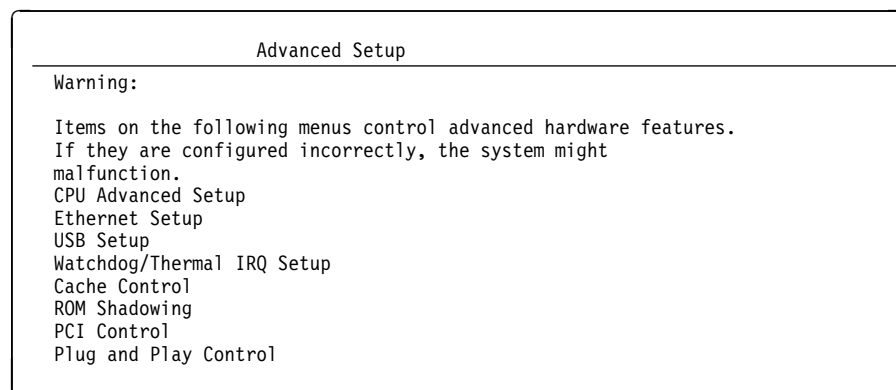 Advanced Setup
Warning:
Items on the following menus control advanced hardware features.
If they are configured incorrectly, the system might
malfunction.
CPU Advanced Setup
Ethernet Setup
USB Setup
Watchdog/Thermal IRQ Setup
Cache Control
ROM Shadowing
PCI Control
Plug and Play Control